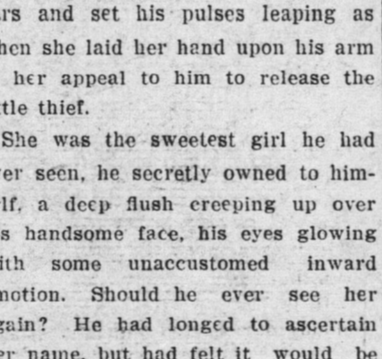 rs and set his pulses leaping as
hen she laid her hand upon his arm
her appeal to him to release the
ttle thief.
She was the sweetest girl he had
er seen, he secretly owned to him-
lf, a deep flush creeping up over
s handsome face, his eyes glowing
ith some unaccustomed inward
motion. Should he ever see her
gain? He had longed to ascertain
er name, but had felt it would be